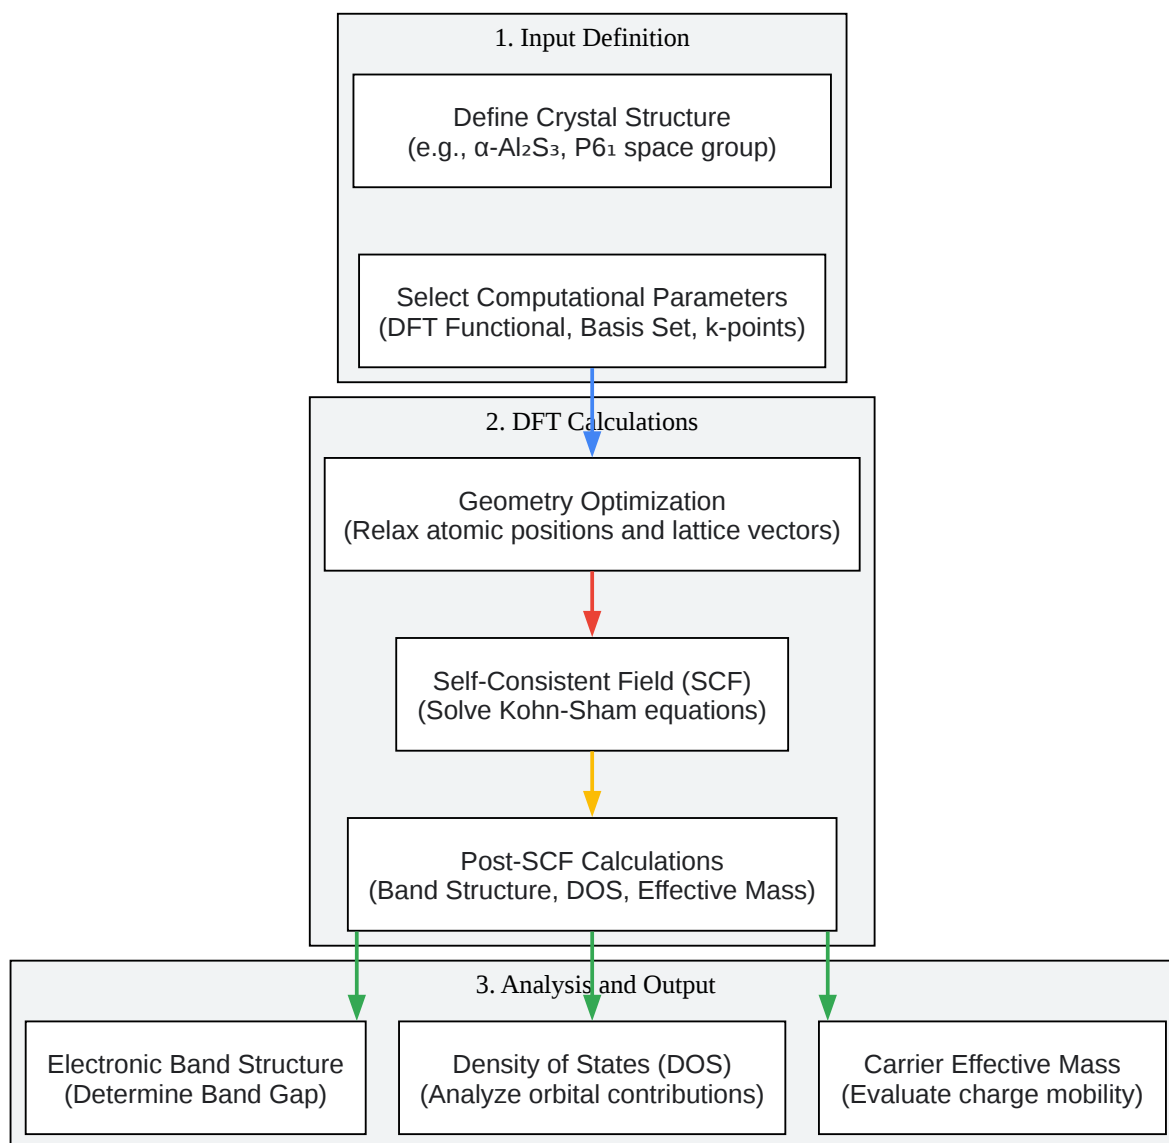 1. Input Definition
Define Crystal Structure
(e.g., α-Al₂S₃, P6₁ space group)
Select Computational Parameters
(DFT Functional, Basis Set, k-points)
2. DFT Calculations
Geometry Optimization
(Relax atomic positions and lattice vectors)
Self-Consistent Field (SCF)
(Solve Kohn-Sham equations)
Post-SCF Calculations
(Band Structure, DOS, Effective Mass)
3. Analysis and Output
Electronic Band Structure
(Determine Band Gap)
Density of States (DOS)
(Analyze orbital contributions)
Carrier Effective Mass
(Evaluate charge mobility)